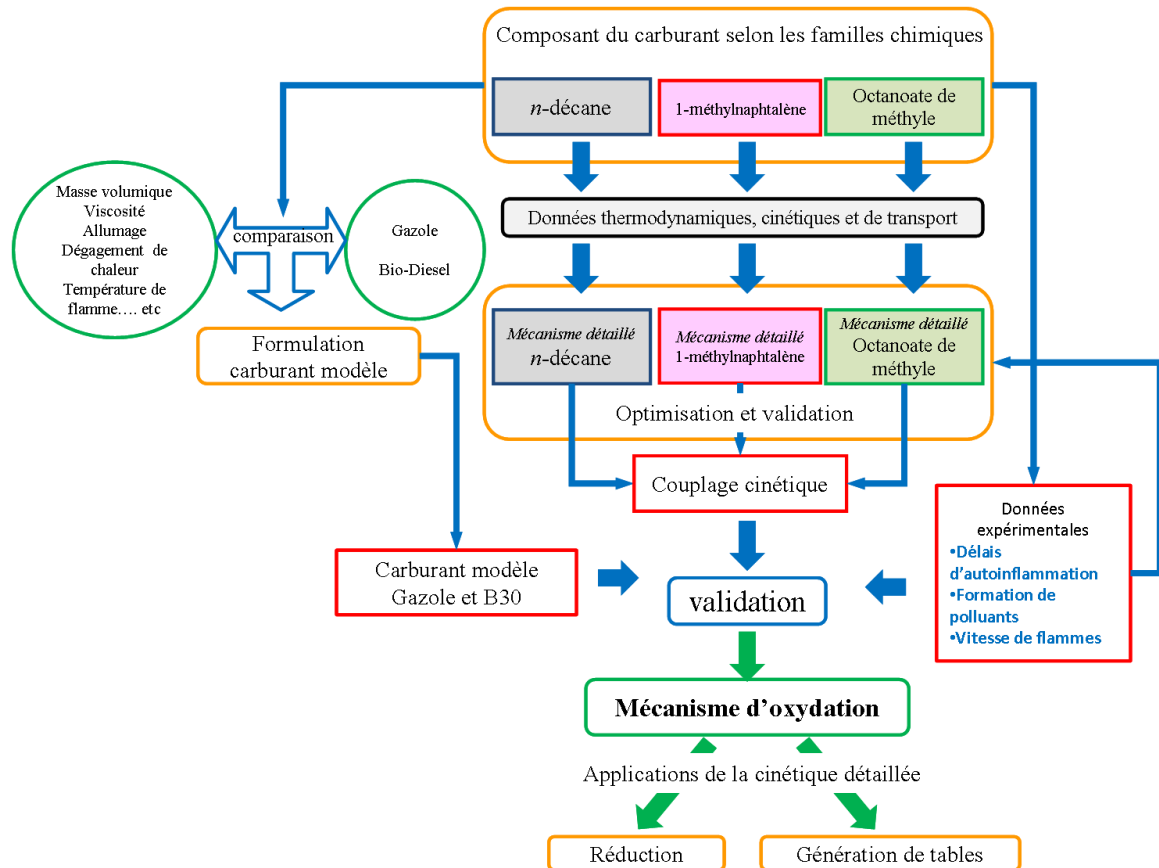 Composant du carburant selon les familles chimiques
n-décane
1-méthylnaphtalène
Octanoate de
méthyle
Données thermodynamiques, cinétiques et de transport
Masse volumique
Viscosité
Allumage
Dégagement de
chaleur
Température de
flamme…. etc
comparaison
Gazole
Bio-Diesel
Formulation
carburant modèle
Mécanisme détaillé
n-décane
Mécanisme détaillé
1-méthylnaphtalène
Mécanisme détaillé
Octanoate de
méthyle
Optimisation et validation
Couplage cinétique
Données
expérimentales
•Délais
d'autoinflammation
•Formation de
polluants
•Vitesse de flammes
Carburant modèle
Gazole et B30
validation
Mécanisme d'oxydation
Applications de la cinétique détaillée
Réduction
Génération de tables